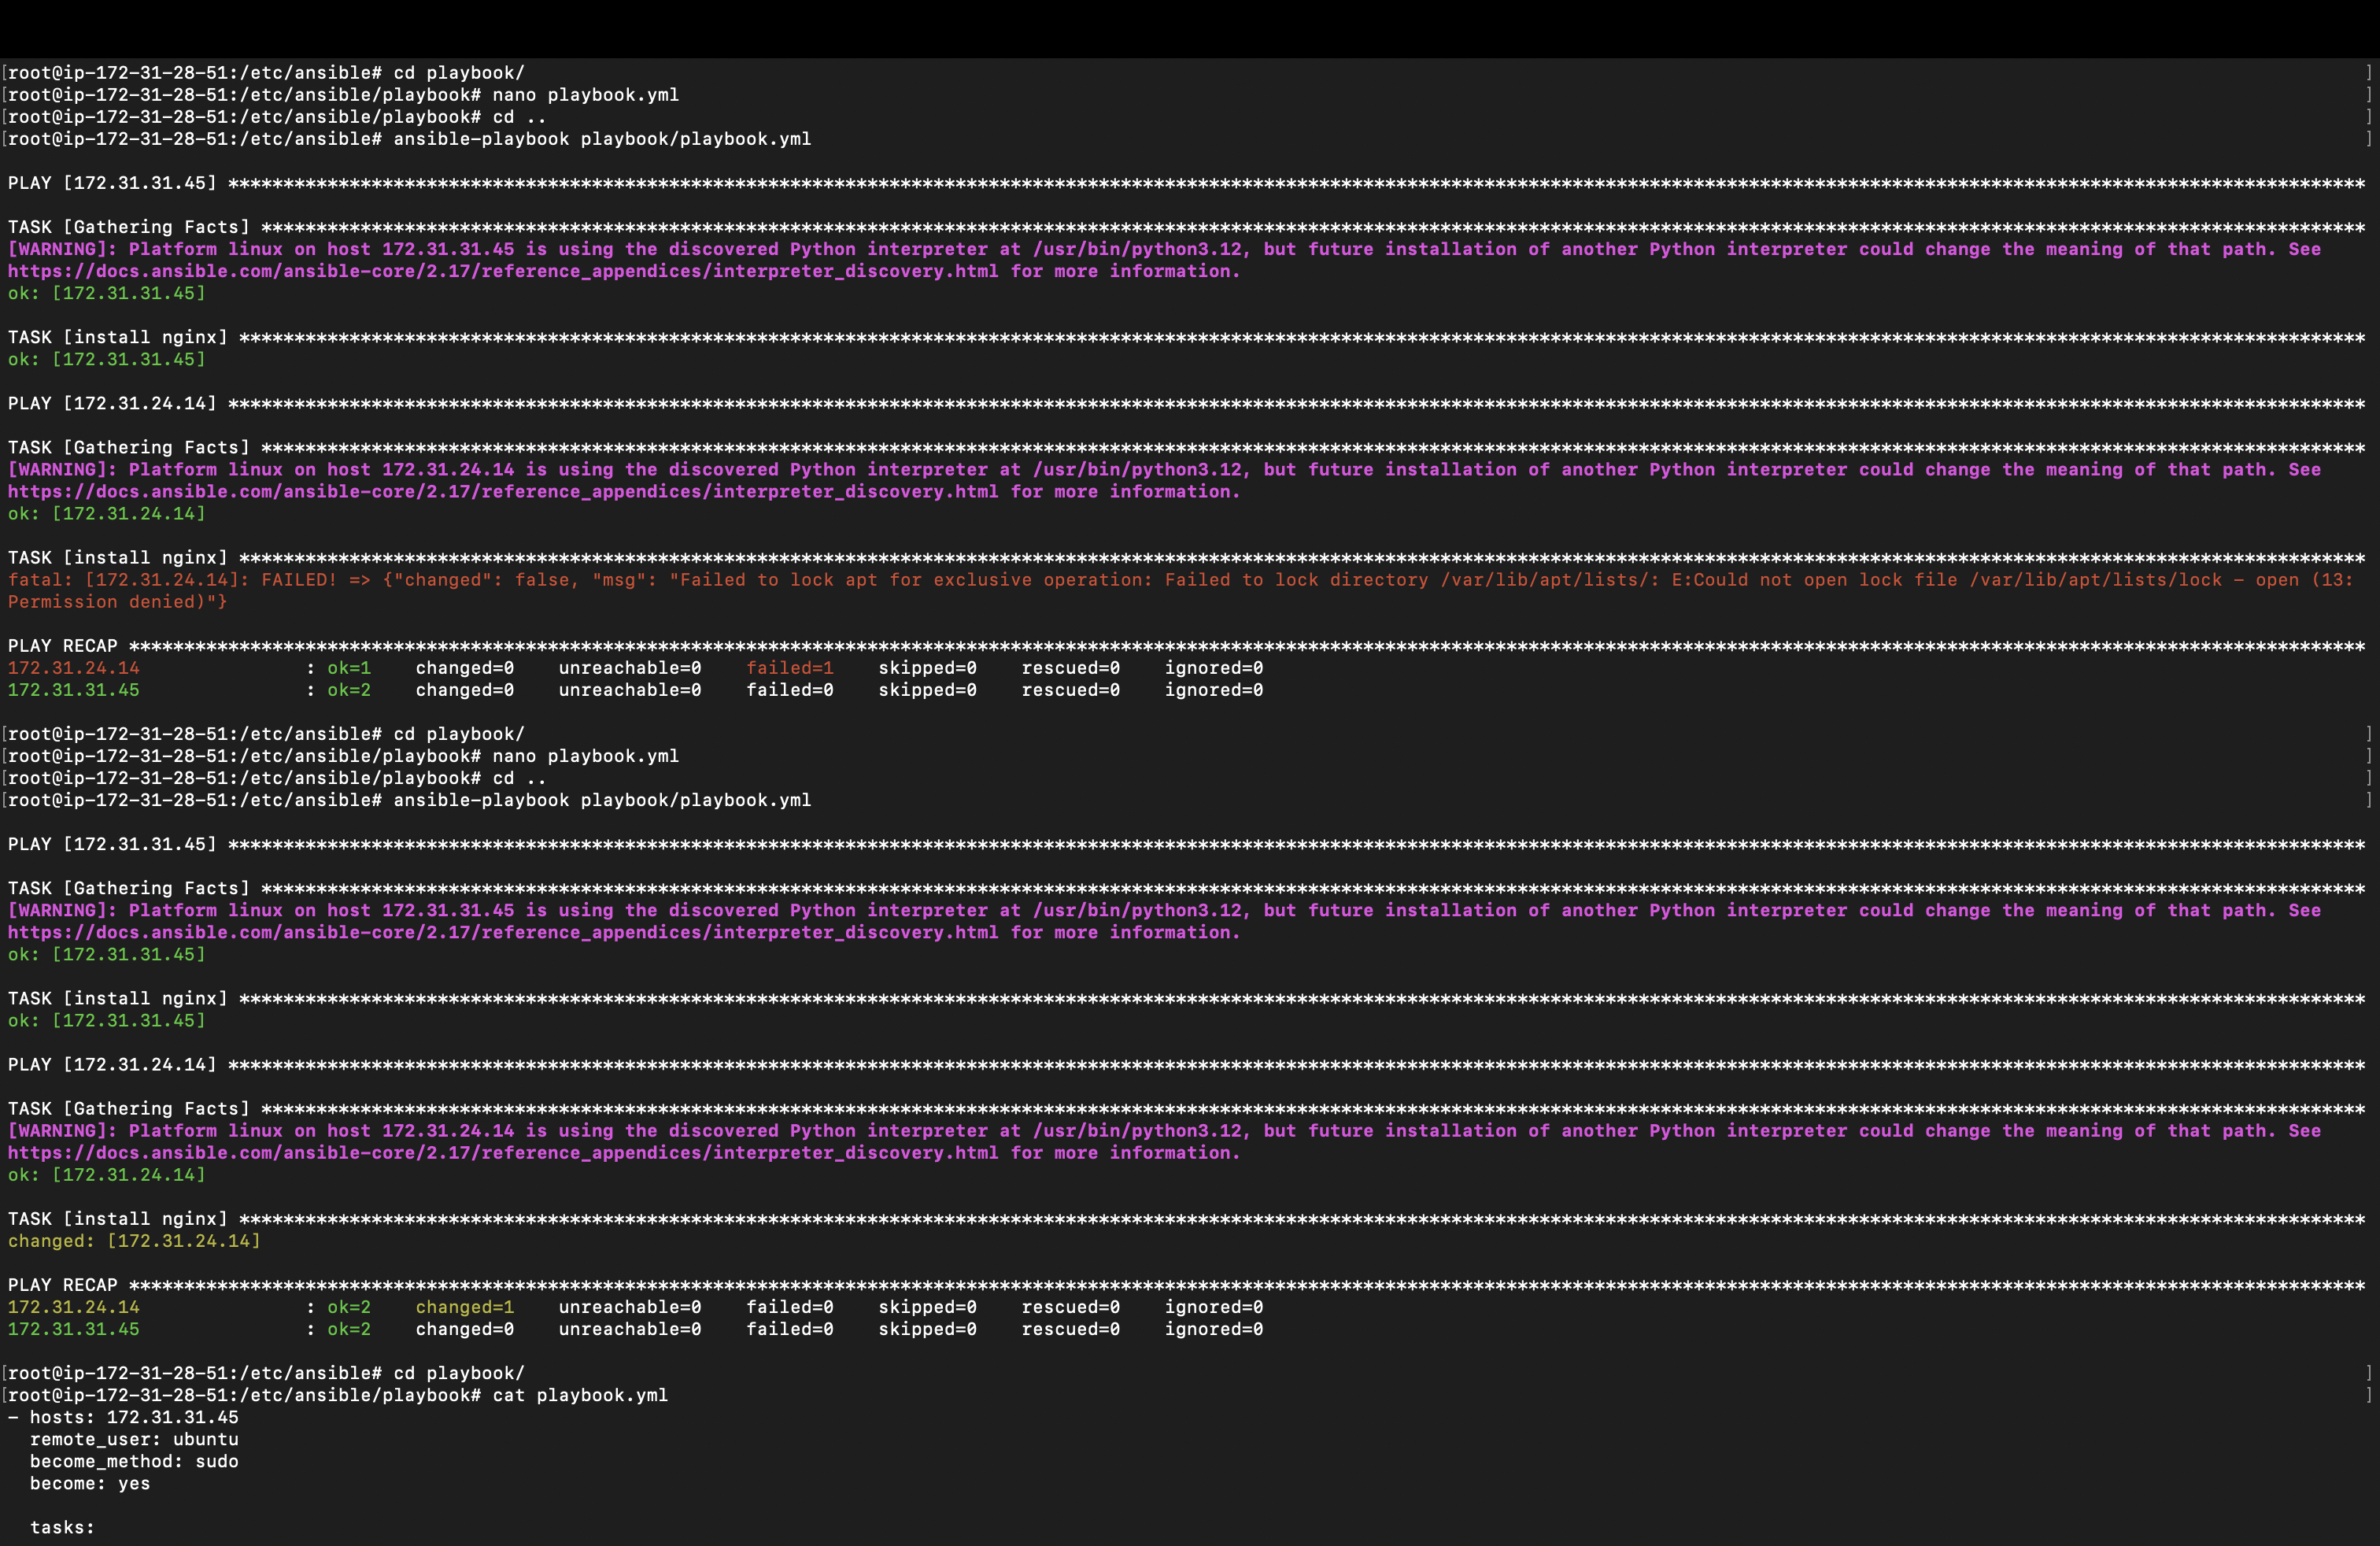 [root@ip-172-31-28-51:/etc/ansible# cd playbook/ ]
[root@ip-172-31-28-51:/etc/ansible/playbook# nano playbook.yml ]
[root@ip-172-31-28-51:/etc/ansible/playbook# cd .. ]
[root@ip-172-31-28-51:/etc/ansible# ansible-playbook playbook/playbook.yml ]
PLAY [172.31.31.45] ****************************************************************************************************
TASK [Gathering Facts] ****************************************************************************************************
[WARNING]: Platform linux on host 172.31.31.45 is using the discovered Python interpreter at /usr/bin/python3.12, but future installation of another Python interpreter could change the meaning of that path. See
https://docs.ansible.com/ansible-core/2.17/reference_appendices/interpreter_discovery.html for more information.
ok: [172.31.31.45]
TASK [install nginx] ****************************************************************************************************
ok: [172.31.31.45]
PLAY [172.31.24.14] ****************************************************************************************************
TASK [Gathering Facts] ****************************************************************************************************
[WARNING]: Platform linux on host 172.31.24.14 is using the discovered Python interpreter at /usr/bin/python3.12, but future installation of another Python interpreter could change the meaning of that path. See
https://docs.ansible.com/ansible-core/2.17/reference_appendices/interpreter_discovery.html for more information.
ok: [172.31.24.14]
TASK [install nginx] ****************************************************************************************************
fatal: [172.31.24.14]: FAILED! => {"changed": false, "msg": "Failed to lock apt for exclusive operation: Failed to lock directory /var/lib/apt/lists/: E:Could not open lock file /var/lib/apt/lists/lock - open (13:
Permission denied)"}
PLAY RECAP ****************************************************************************************************
172.31.24.14 : ok=1 changed=0 unreachable=0 failed=1 skipped=0 rescued=0 ignored=0
172.31.31.45 : ok=2 changed=0 unreachable=0 failed=0 skipped=0 rescued=0 ignored=0
[root@ip-172-31-28-51:/etc/ansible# cd playbook/ ]
[root@ip-172-31-28-51:/etc/ansible/playbook# nano playbook.yml ]
[root@ip-172-31-28-51:/etc/ansible/playbook# cd .. ]
[root@ip-172-31-28-51:/etc/ansible# ansible-playbook playbook/playbook.yml ]
PLAY [172.31.31.45] ****************************************************************************************************
TASK [Gathering Facts] ****************************************************************************************************
[WARNING]: Platform linux on host 172.31.31.45 is using the discovered Python interpreter at /usr/bin/python3.12, but future installation of another Python interpreter could change the meaning of that path. See
https://docs.ansible.com/ansible-core/2.17/reference_appendices/interpreter_discovery.html for more information.
ok: [172.31.31.45]
TASK [install nginx] ****************************************************************************************************
ok: [172.31.31.45]
PLAY [172.31.24.14] ****************************************************************************************************
TASK [Gathering Facts] ****************************************************************************************************
[WARNING]: Platform linux on host 172.31.24.14 is using the discovered Python interpreter at /usr/bin/python3.12, but future installation of another Python interpreter could change the meaning of that path. See
https://docs.ansible.com/ansible-core/2.17/reference_appendices/interpreter_discovery.html for more information.
ok: [172.31.24.14]
TASK [install nginx] ****************************************************************************************************
changed: [172.31.24.14]
PLAY RECAP ****************************************************************************************************
172.31.24.14 : ok=2 changed=1 unreachable=0 failed=0 skipped=0 rescued=0 ignored=0
172.31.31.45 : ok=2 changed=0 unreachable=0 failed=0 skipped=0 rescued=0 ignored=0
[root@ip-172-31-28-51:/etc/ansible# cd playbook/ ]
[root@ip-172-31-28-51:/etc/ansible/playbook# cat playbook.yml ]
- hosts: 172.31.31.45
  remote_user: ubuntu
  become_method: sudo
  become: yes
  tasks: